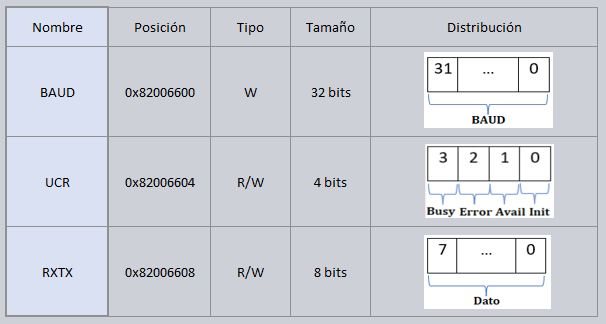 Nombre Posición Tipo Tamaño Distribución
BAUD 0x82006600 W 32 bits
31 ... 0
BAUD
UCR 0x82006604 R/W 4 bits
3 2 1 0
Busy Error Avail Init
RXTX 0x82006608 R/W 8 bits
7 ... 0
Dato